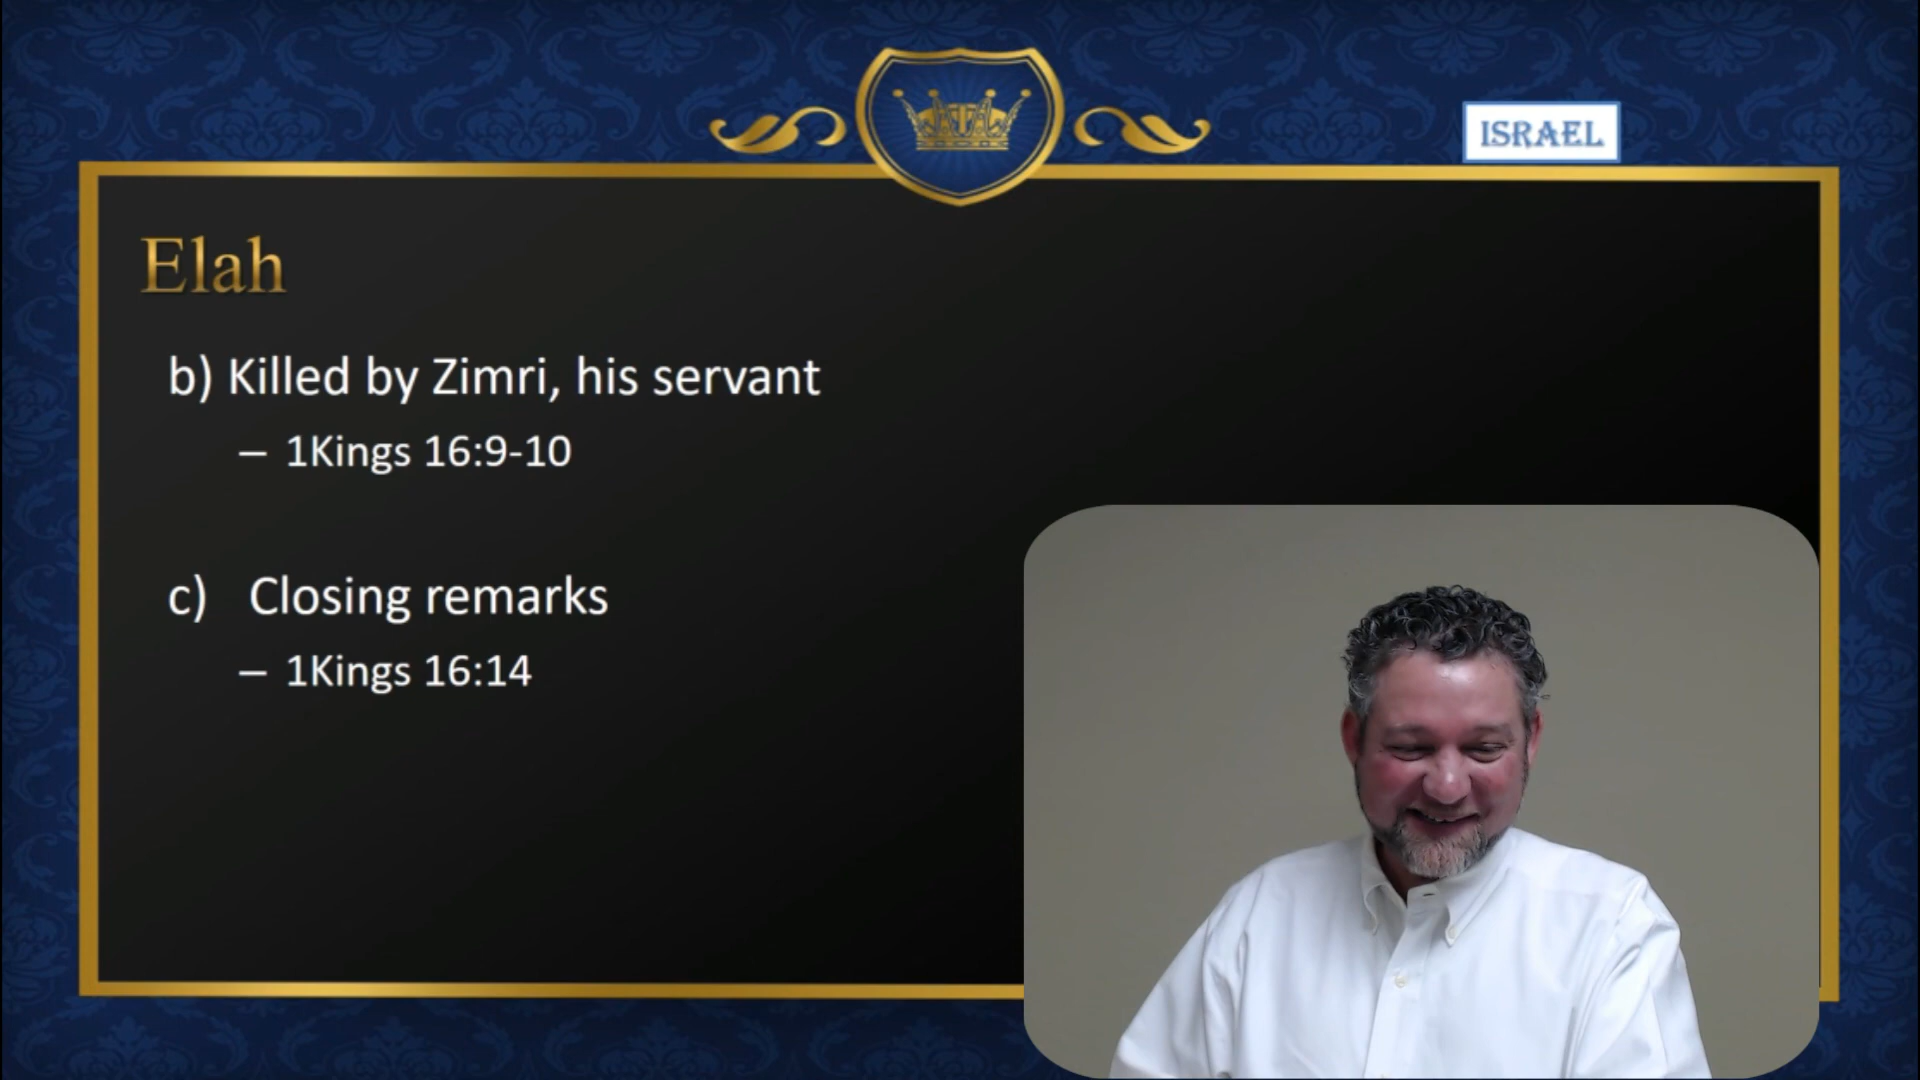 ISRAEL
Elah
b) Killed by Zimri, his servant
– 1Kings 16:9-10
c) Closing remarks
– 1Kings 16:14